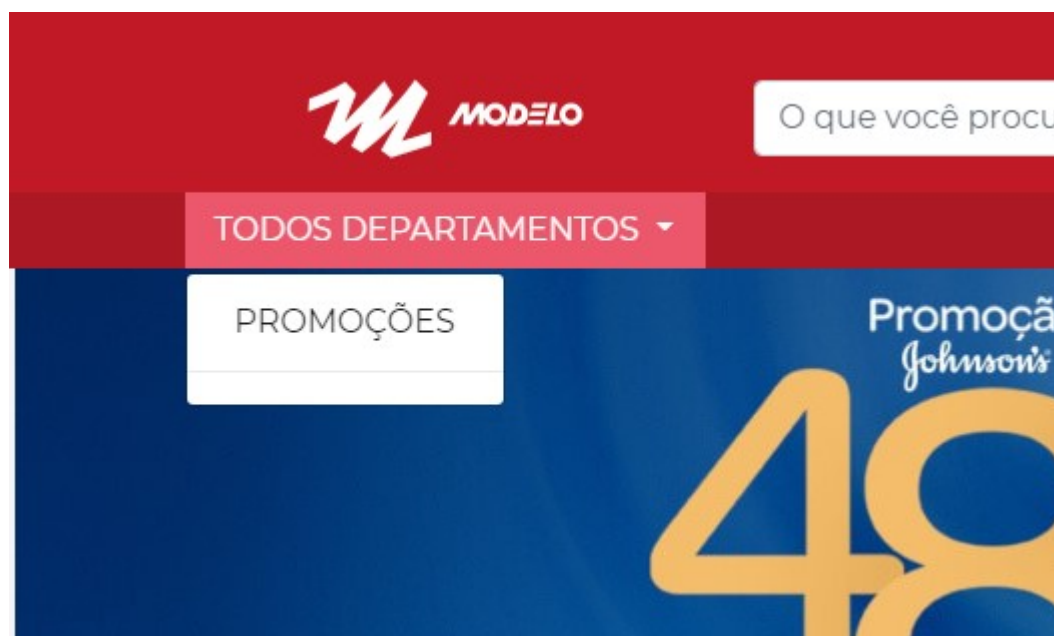 MODELO
O que você procu
TODOS DEPARTAMENTOS
PROMOÇÕES
Promoçã
Johnson's
48